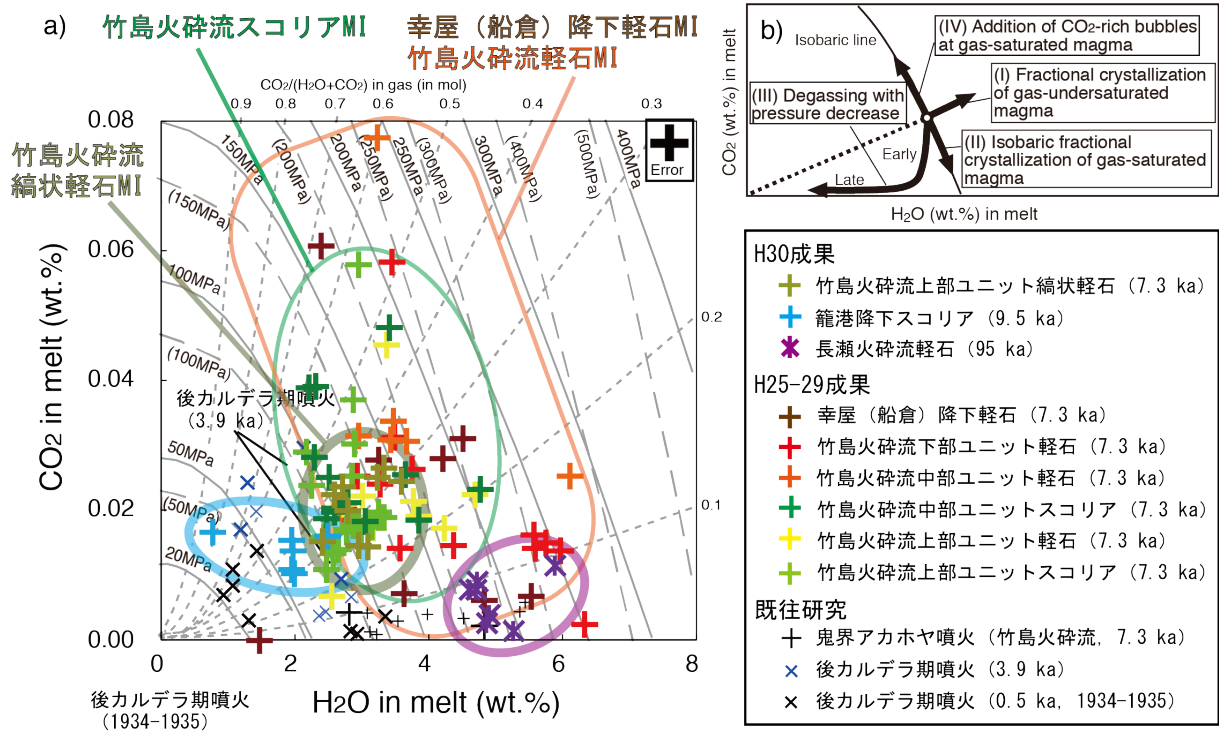 a)
竹島火砕流スコリアMI
幸屋（船倉）降下軽石MI
竹島火砕流軽石MI
竹島火砕流
縞状軽石MI
CO2/(H2O+CO2) in gas (in mol)
0.9 0.8 0.7 0.6 0.5 0.4 0.3
0.08
0.06
0.04
0.02
0.00
CO2 in melt (wt.%)
150MPa
(200MPa)
200MPa
(250MPa)
250MPa
(300MPa)
300MPa
(400MPa)
(500MPa)
400MPa
Error
(150MPa)
100MPa
(100MPa)
50MPa
(50MPa)
20MPa
0.2
0.1
後カルデラ期噴火
（3.9 ka）
0 2 4 6 8
H2O in melt (wt.%)
後カルデラ期噴火
（1934-1935）
b)
Isobaric line
(IV) Addition of CO2-rich bubbles
at gas-saturated magma
(I) Fractional crystallization
of gas-undersaturated
magma
(III) Degassing with
pressure decrease
(II) Isobaric fractional
crystallization of gas-saturated
magma
Early
Late
CO2 (wt.%) in melt
H2O (wt.%) in melt
H30成果
竹島火砕流上部ユニット縞状軽石（7.3 ka）
籠港降下スコリア（9.5 ka）
長瀬火砕流軽石（95 ka）
H25-29成果
幸屋（船倉）降下軽石（7.3 ka）
竹島火砕流下部ユニット軽石（7.3 ka）
竹島火砕流中部ユニット軽石（7.3 ka）
竹島火砕流中部ユニットスコリア（7.3 ka）
竹島火砕流上部ユニット軽石（7.3 ka）
竹島火砕流上部ユニットスコリア（7.3 ka）
既往研究
鬼界アカホヤ噴火（竹島火砕流, 7.3 ka）
後カルデラ期噴火（3.9 ka）
後カルデラ期噴火（0.5 ka, 1934-1935）